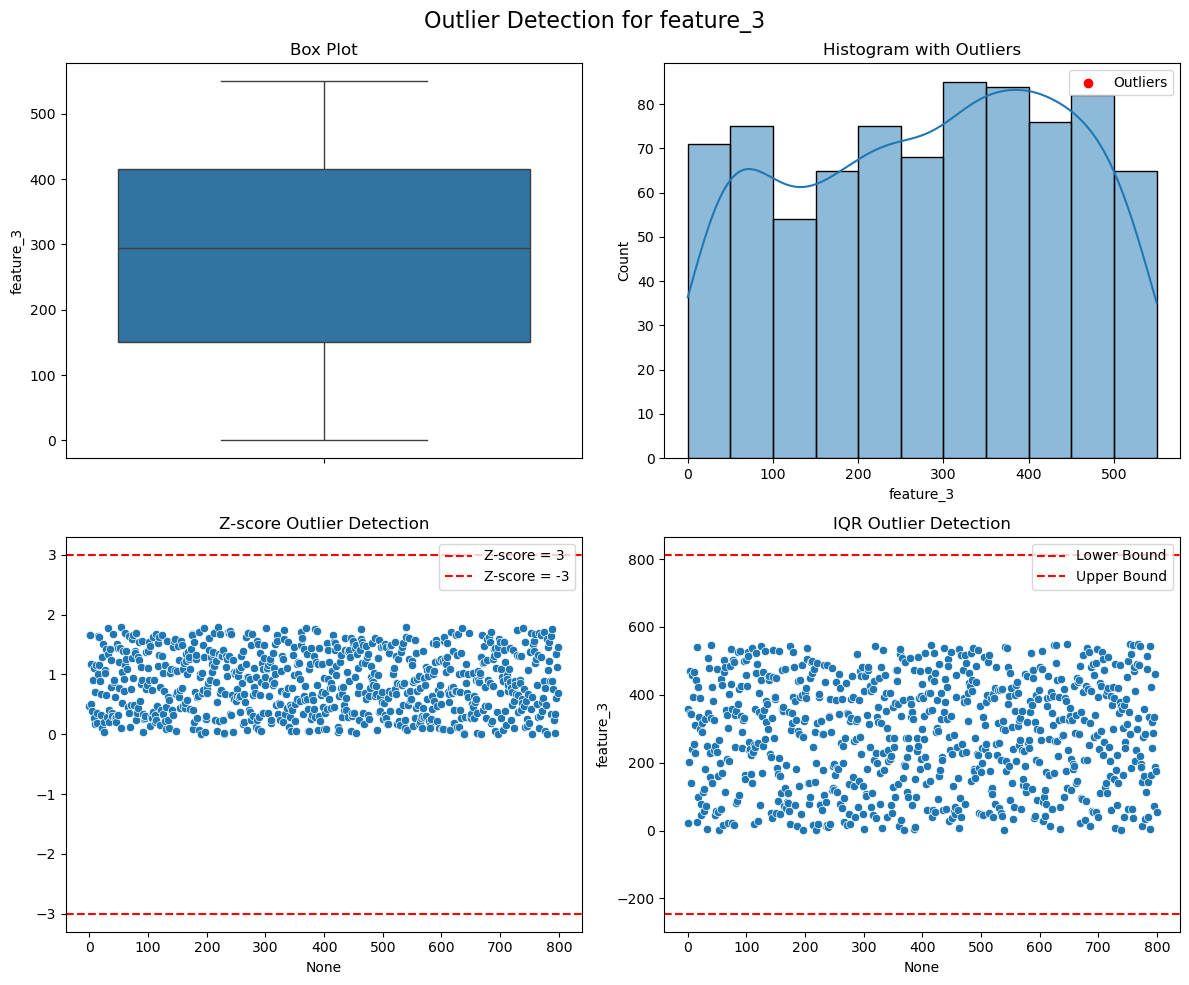 Outlier Detection for feature_3
Box Plot
feature_3
500
400
300
200
100
0
Histogram with Outliers
Outliers
Count
80
70
60
50
40
30
20
10
0
0 100 200 300 400 500
feature_3
Z-score Outlier Detection
Z-score = 3
Z-score = -3
3
2
1
0
−1
−2
−3
0 100 200 300 400 500 600 700 800
None
IQR Outlier Detection
Lower Bound
Upper Bound
feature_3
800
600
400
200
0
−200
0 100 200 300 400 500 600 700 800
None